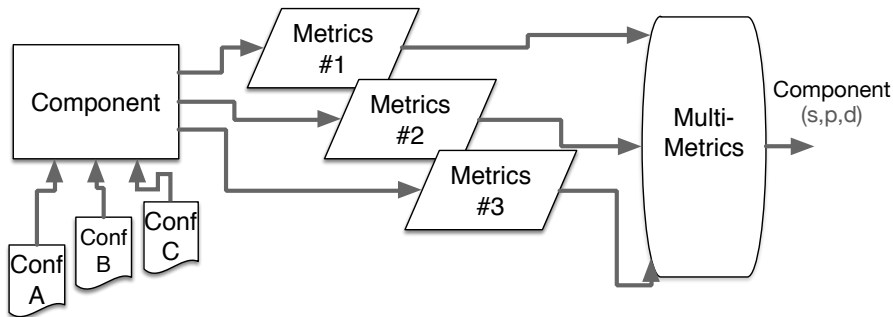 Metrics
#1
Component
Metrics
#2
Metrics
#3
Multi-
Metrics
Component
(s,p,d)
Conf
A
Conf
B
Conf
C